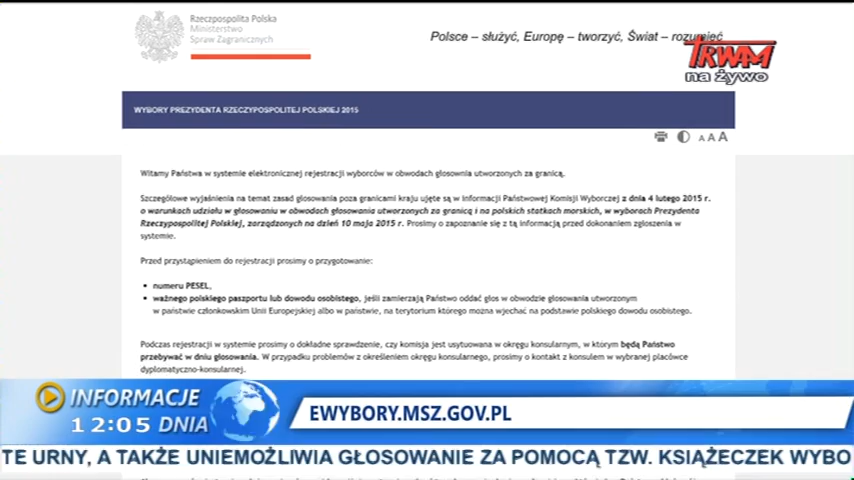 Rzeczpospolita Polska
Ministerstwo
Spraw Zagranicznych
Polsce – służyć, Europę – tworzyć, Świat – rozumieć
TRWAM
na żywo
WYBORY PREZYDENTA RZECZYPOSPOLITEJ POLSKIEJ 2015
A A A
Witamy Państwa w systemie elektronicznej rejestracji wyborców w obwodach głosownia utworzonych za granicą.
Szczegółowe wyjaśnienia na temat zasad głosowania poza granicami kraju ujęte są w Informacji Państwowej Komisji Wyborczej z dnia 4 lutego 2015 r.
o warunkach udziału w głosowaniu w obwodach głosowania utworzonych za granicą i na polskich statkach morskich, w wyborach Prezydenta
Rzeczypospolitej Polskiej, zarządzonych na dzień 10 maja 2015 r. Prosimy o zapoznanie się z tą informacją przed dokonaniem zgłoszenia w
systemie.
Przed przystąpieniem do rejestracji prosimy o przygotowanie:
numeru PESEL,
ważnego polskiego paszportu lub dowodu osobistego, jeśli zamierzają Państwo oddać głos w obwodzie głosowania utworzonym
w państwie członkowskim Unii Europejskiej albo w państwie, na terytorium którego można wjechać na podstawie polskiego dowodu osobistego.
Podczas rejestracji w systemie prosimy o dokładne sprawdzenie, czy komisja jest usytuowana w okręgu konsularnym, w którym będą Państwo
przebywać w dniu głosowania. W przypadku problemów z określeniem okręgu konsularnego, prosimy o kontakt z konsulem w wybranej placówce
dyplomatyczno-konsularnej.
INFORMACJE
12:05 DNIA
EWYBORY.MSZ.GOV.PL
TE URNY, A TAKŻE UNIEMOŻLIWIA GŁOSOWANIE ZA POMOCĄ TZW. KSIĄŻECZEK WYBO